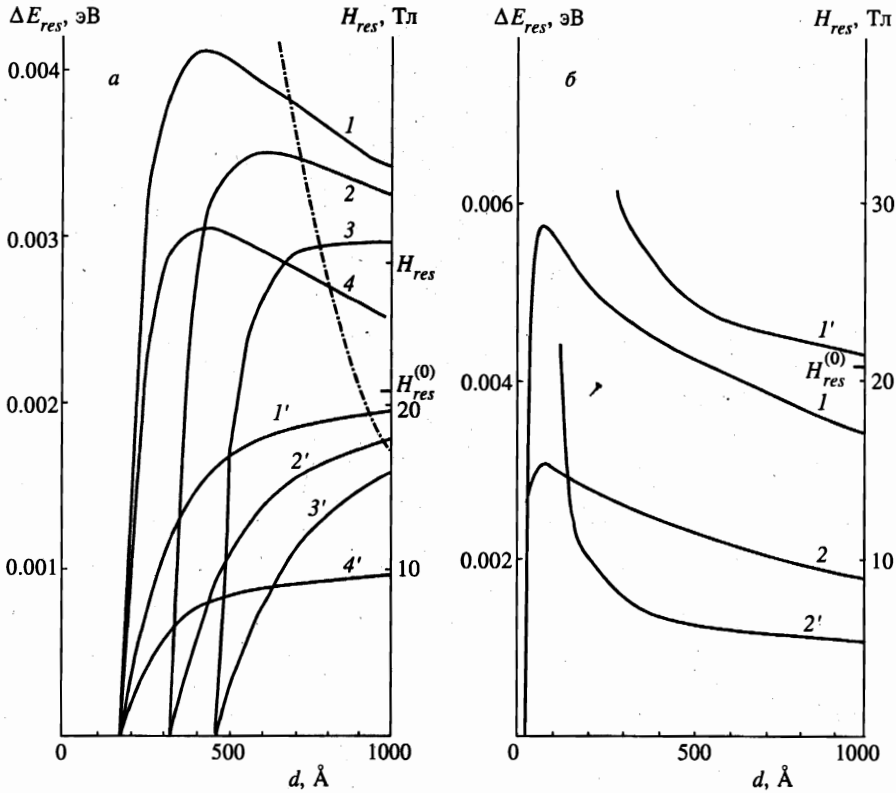 ΔE_res, эВ
H_res, Тл
а
0.004
0.003
0.002
0.001
0
500
1000
d, Å
1
2
3
4
1'
2'
3'
4'
H_res
H_res^(0)
20
10
ΔE_res, эВ
H_res, Тл
б
0.006
0.004
0.002
0
500
1000
d, Å
1'
1
2
2'
30
H_res^(0)
20
10